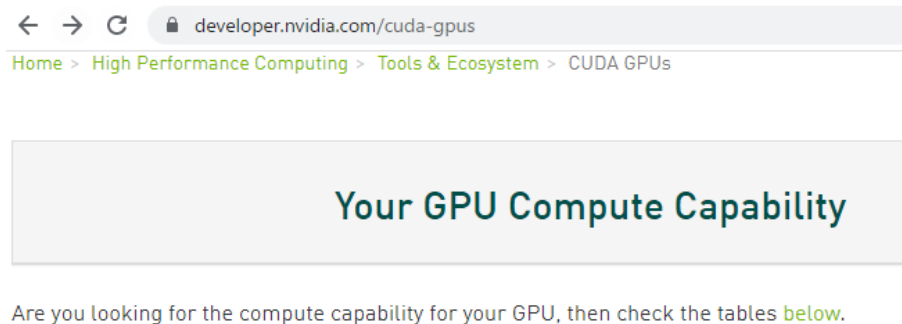 developer.nvidia.com/cuda-gpus
Home > High Performance Computing > Tools & Ecosystem > CUDA GPUs
Your GPU Compute Capability
Are you looking for the compute capability for your GPU, then check the tables below.